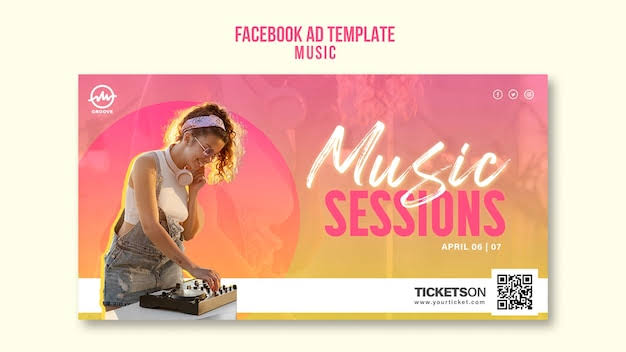 FACEBOOK AD TEMPLATE
MUSIC
GROOVE
Music
SESSIONS
APRIL 06 | 07
TICKETSON
www.yourticket.com